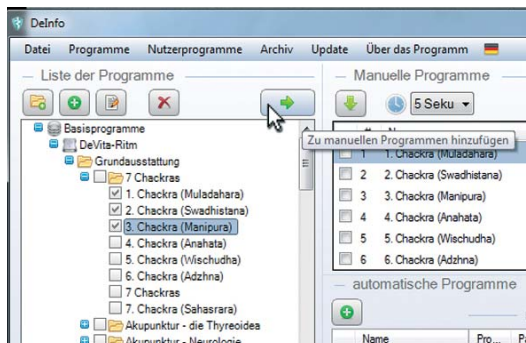 DeInfo
Datei Programme Nutzerprogramme Archiv Update Über das Programm
Liste der Programme
Basisprogramme
DeVita-Ritm
Grundausstattung
7 Chackras
1. Chackra (Muladahara)
2. Chackra (Swadhistana)
3. Chackra (Manipura)
4. Chackra (Anahata)
5. Chackra (Wischudha)
6. Chackra (Adzhna)
7 Chackras
7. Chackra (Sahasrara)
Akupunktur - die Thyreoidea
Akupunktur - Neurologie
Manuelle Programme
5 Seku
Zu manuellen Programmen hinzufügen
1 1. Chackra (Muladahara)
2 2. Chackra (Swadhistana)
3 3. Chackra (Manipura)
4 4. Chackra (Anahata)
5 5. Chackra (Wischudha)
6 6. Chackra (Adzhna)
automatische Programme
Name Pro...